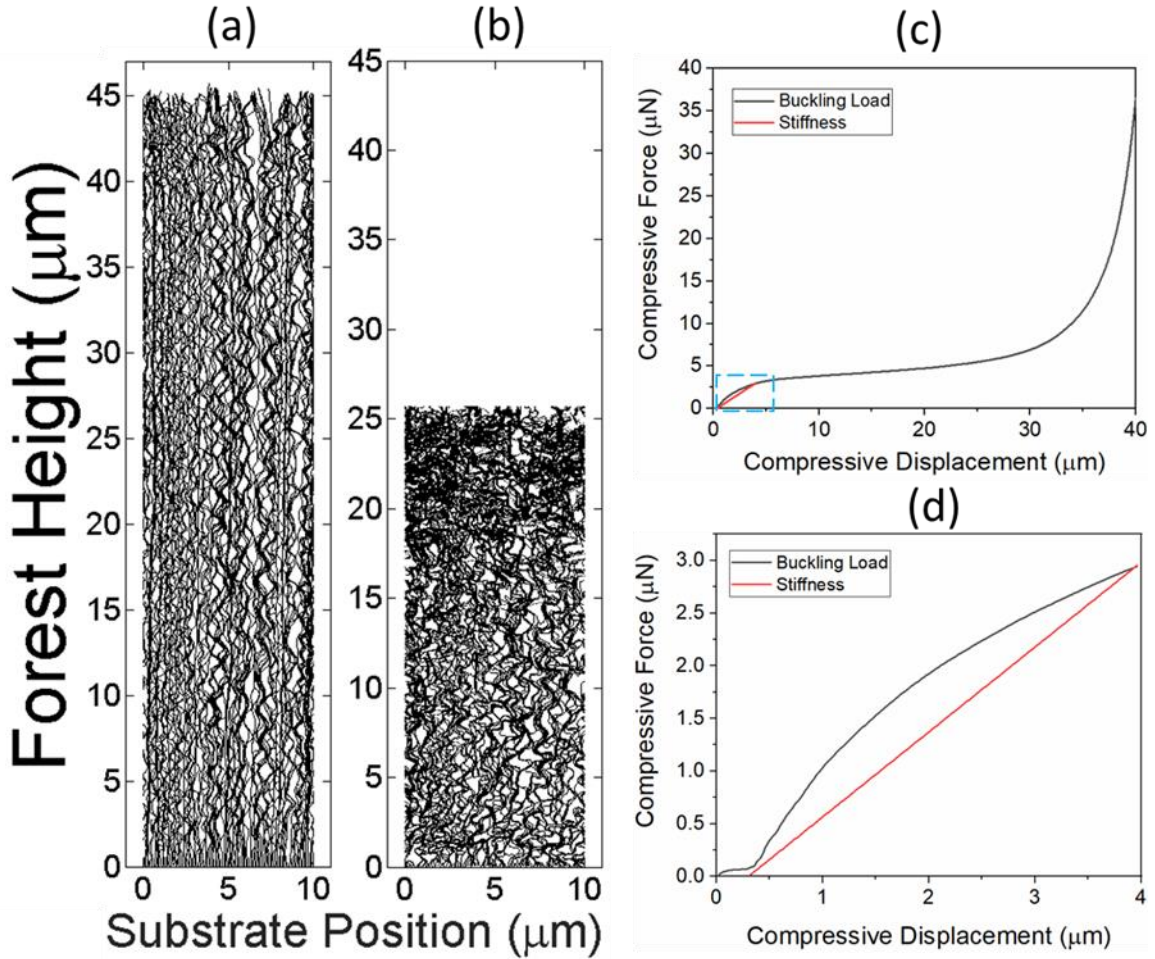 (a)
(b)
Forest Height (μm)
45
40
35
30
25
20
15
10
5
0
0 5 10
45
40
35
30
25
20
15
10
5
0
0 5 10
Substrate Position (μm)
(c)
Compressive Force (μN)
40
35
30
25
20
15
10
5
0
Buckling Load
Stiffness
0 10 20 30 40
Compressive Displacement (μm)
(d)
Compressive Force (μN)
3.0
2.5
2.0
1.5
1.0
0.5
0.0
Buckling Load
Stiffness
0 1 2 3 4
Compressive Displacement (μm)